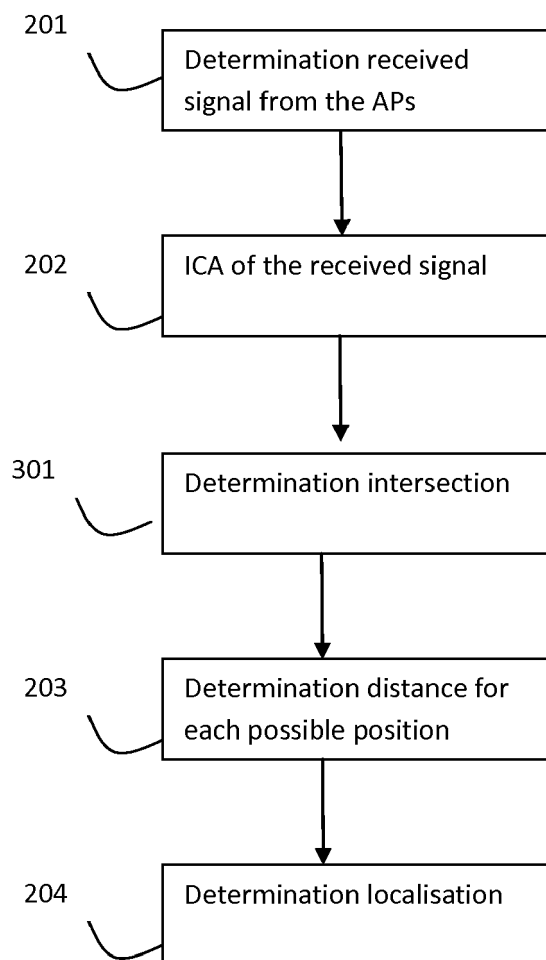 201
Determination received
signal from the APs
202
ICA of the received signal
301
Determination intersection
203
Determination distance for
each possible position
204
Determination localisation